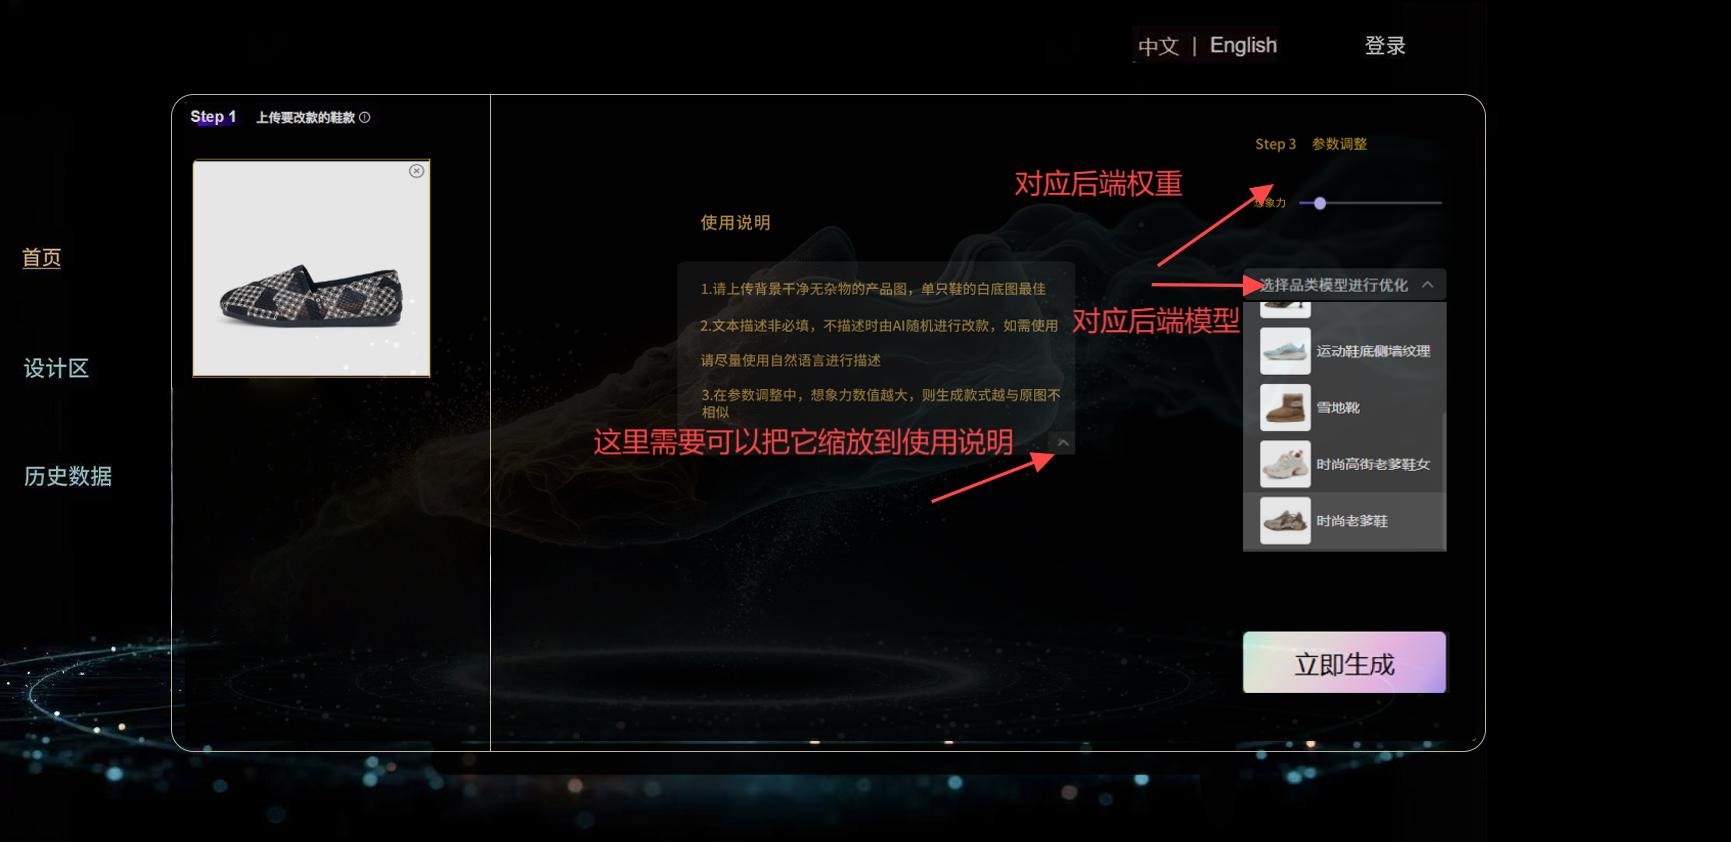 中文 | English
登录
Step 1 上传要改款的鞋款
首页
设计区
历史数据
使用说明
1.请上传背景干净无杂物的产品图，单只鞋的白底图最佳
2.文本描述非必填，不描述时由AI随机进行改款，如需使用
请尽量使用自然语言进行描述
3.在参数调整中，想象力数值越大，则生成款式越与原图不
相似
这里需要可以把它缩放到使用说明
对应后端权重
对应后端模型
Step 3 参数调整
想象力
选择品类模型进行优化
运动鞋底侧墙纹理
雪地靴
时尚高街老爹鞋女
时尚老爹鞋
立即生成